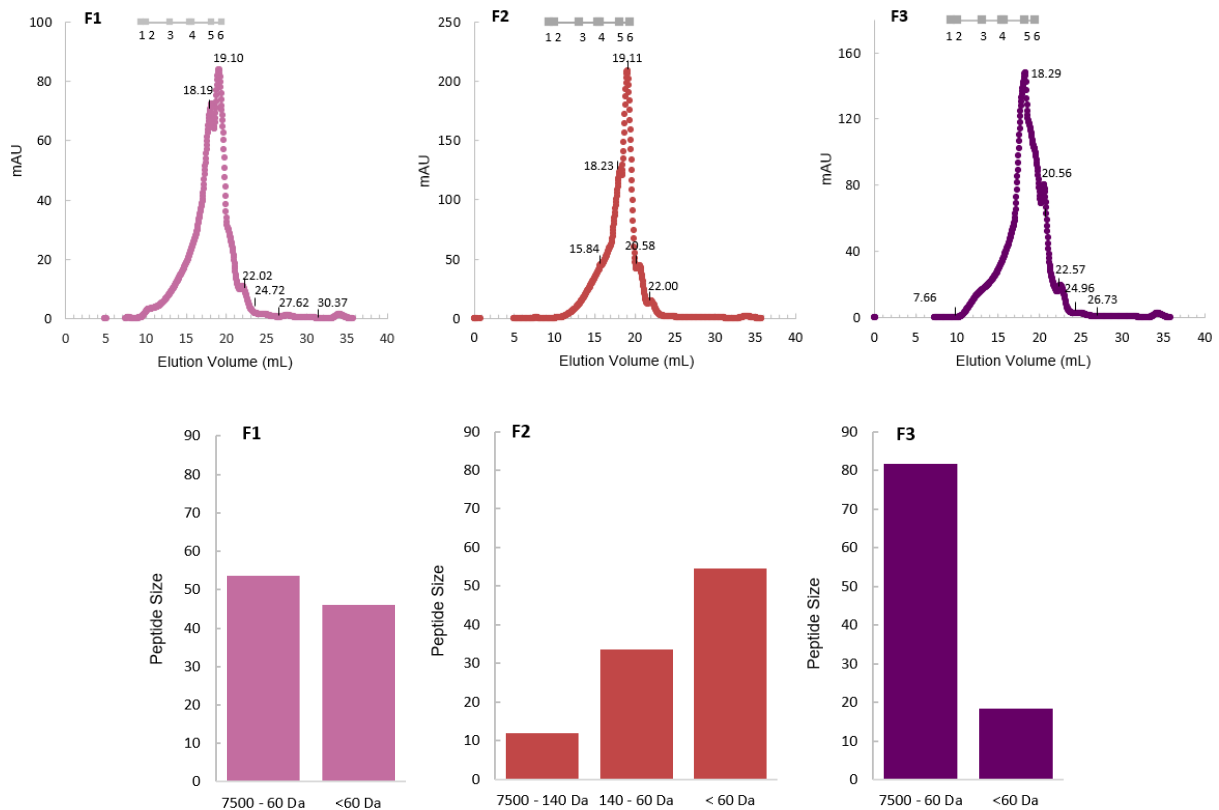 F1
1 2 3 4 5 6
100
80
60
40
20
0
mAU
19.10
18.19
22.02
24.72
27.62
30.37
0 5 10 15 20 25 30 35 40
Elution Volume (mL)
F2
1 2 3 4 5 6
250
200
150
100
50
0
mAU
19.11
18.23
15.84
20.58
22.00
0 5 10 15 20 25 30 35 40
Elution Volume (mL)
F3
1 2 3 4 5 6
160
120
80
40
0
mAU
18.29
20.56
22.57
24.96
7.66
26.73
0 5 10 15 20 25 30 35 40
Elution Volume (mL)
F1
90
80
70
60
50
40
30
20
10
0
Peptide Size
7500 - 60 Da <60 Da
F2
90
80
70
60
50
40
30
20
10
0
Peptide Size
7500 - 140 Da 140 - 60 Da < 60 Da
F3
90
80
70
60
50
40
30
20
10
0
Peptide Size
7500 - 60 Da <60 Da